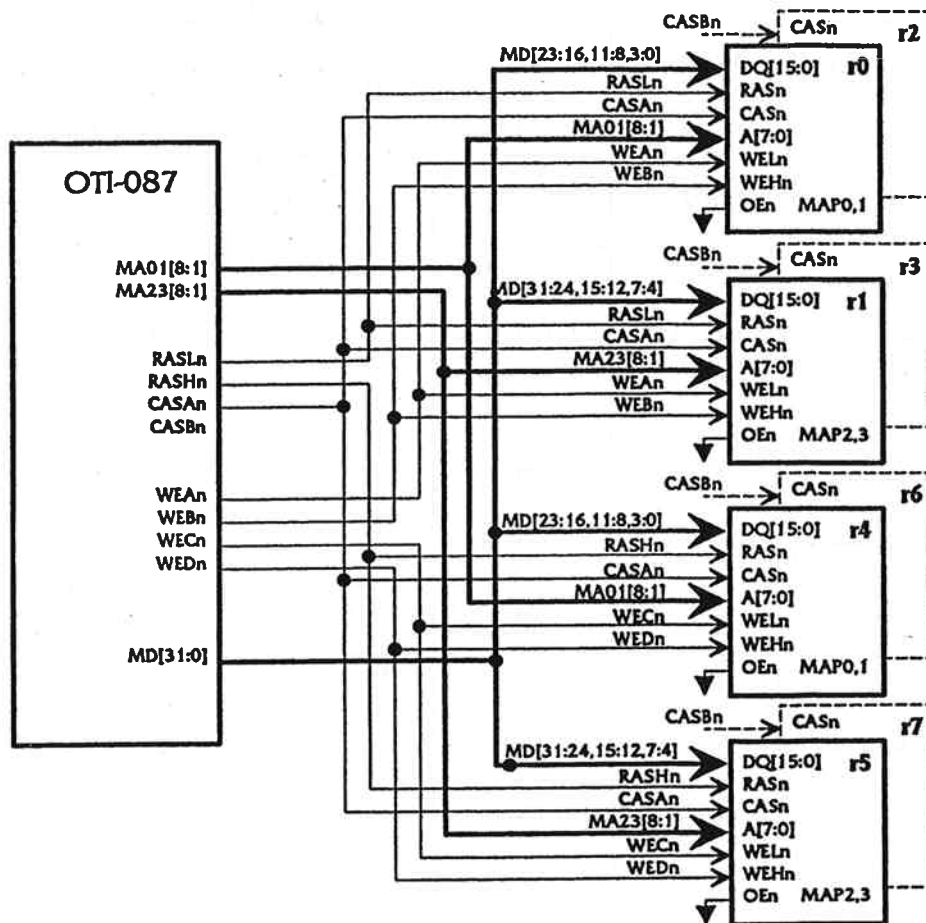 OTI-087
MA01[8:1]
MA23[8:1]
RASLn
RASHn
CASAn
CASBn
WEAn
WEBn
WECn
WEDn
MD[31:0]
CASBn
CASn
r2
MD[23:16,11:8,3:0]
DQ[15:0]
r0
RASLn
RASn
CASAn
CASn
MA01[8:1]
A[7:0]
WEAn
WELn
WEBn
WEHn
OEn
MAP0,1
CASBn
CASn
r3
MD[31:24,15:12,7:4]
DQ[15:0]
r1
RASLn
RASn
CASAn
CASn
MA23[8:1]
A[7:0]
WEAn
WELn
WEBn
WEHn
OEn
MAP2,3
CASBn
CASn
r6
MD[23:16,11:8,3:0]
DQ[15:0]
r4
RASHn
RASn
CASAn
CASn
MA01[8:1]
A[7:0]
WECn
WELn
WEDn
WEHn
OEn
MAP0,1
CASBn
CASn
r7
MD[31:24,15:12,7:4]
DQ[15:0]
r5
RASHn
RASn
CASAn
CASn
MA23[8:1]
A[7:0]
WECn
WELn
WEDn
WEHn
OEn
MAP2,3